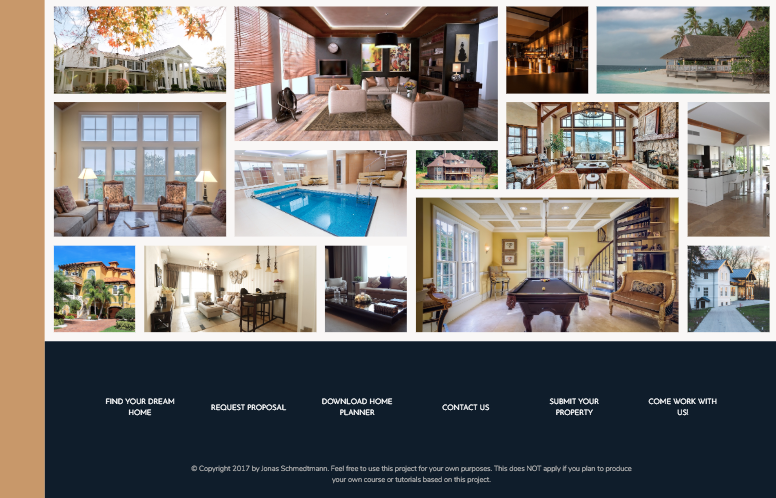 FIND YOUR DREAM
HOME
REQUEST PROPOSAL
DOWNLOAD HOME
PLANNER
CONTACT US
SUBMIT YOUR
PROPERTY
COME WORK WITH
US!
© Copyright 2017 by Jonas Schmedtmann. Feel free to use this project for your own purposes. This does NOT apply if you plan to produce
your own course or tutorials based on this project.